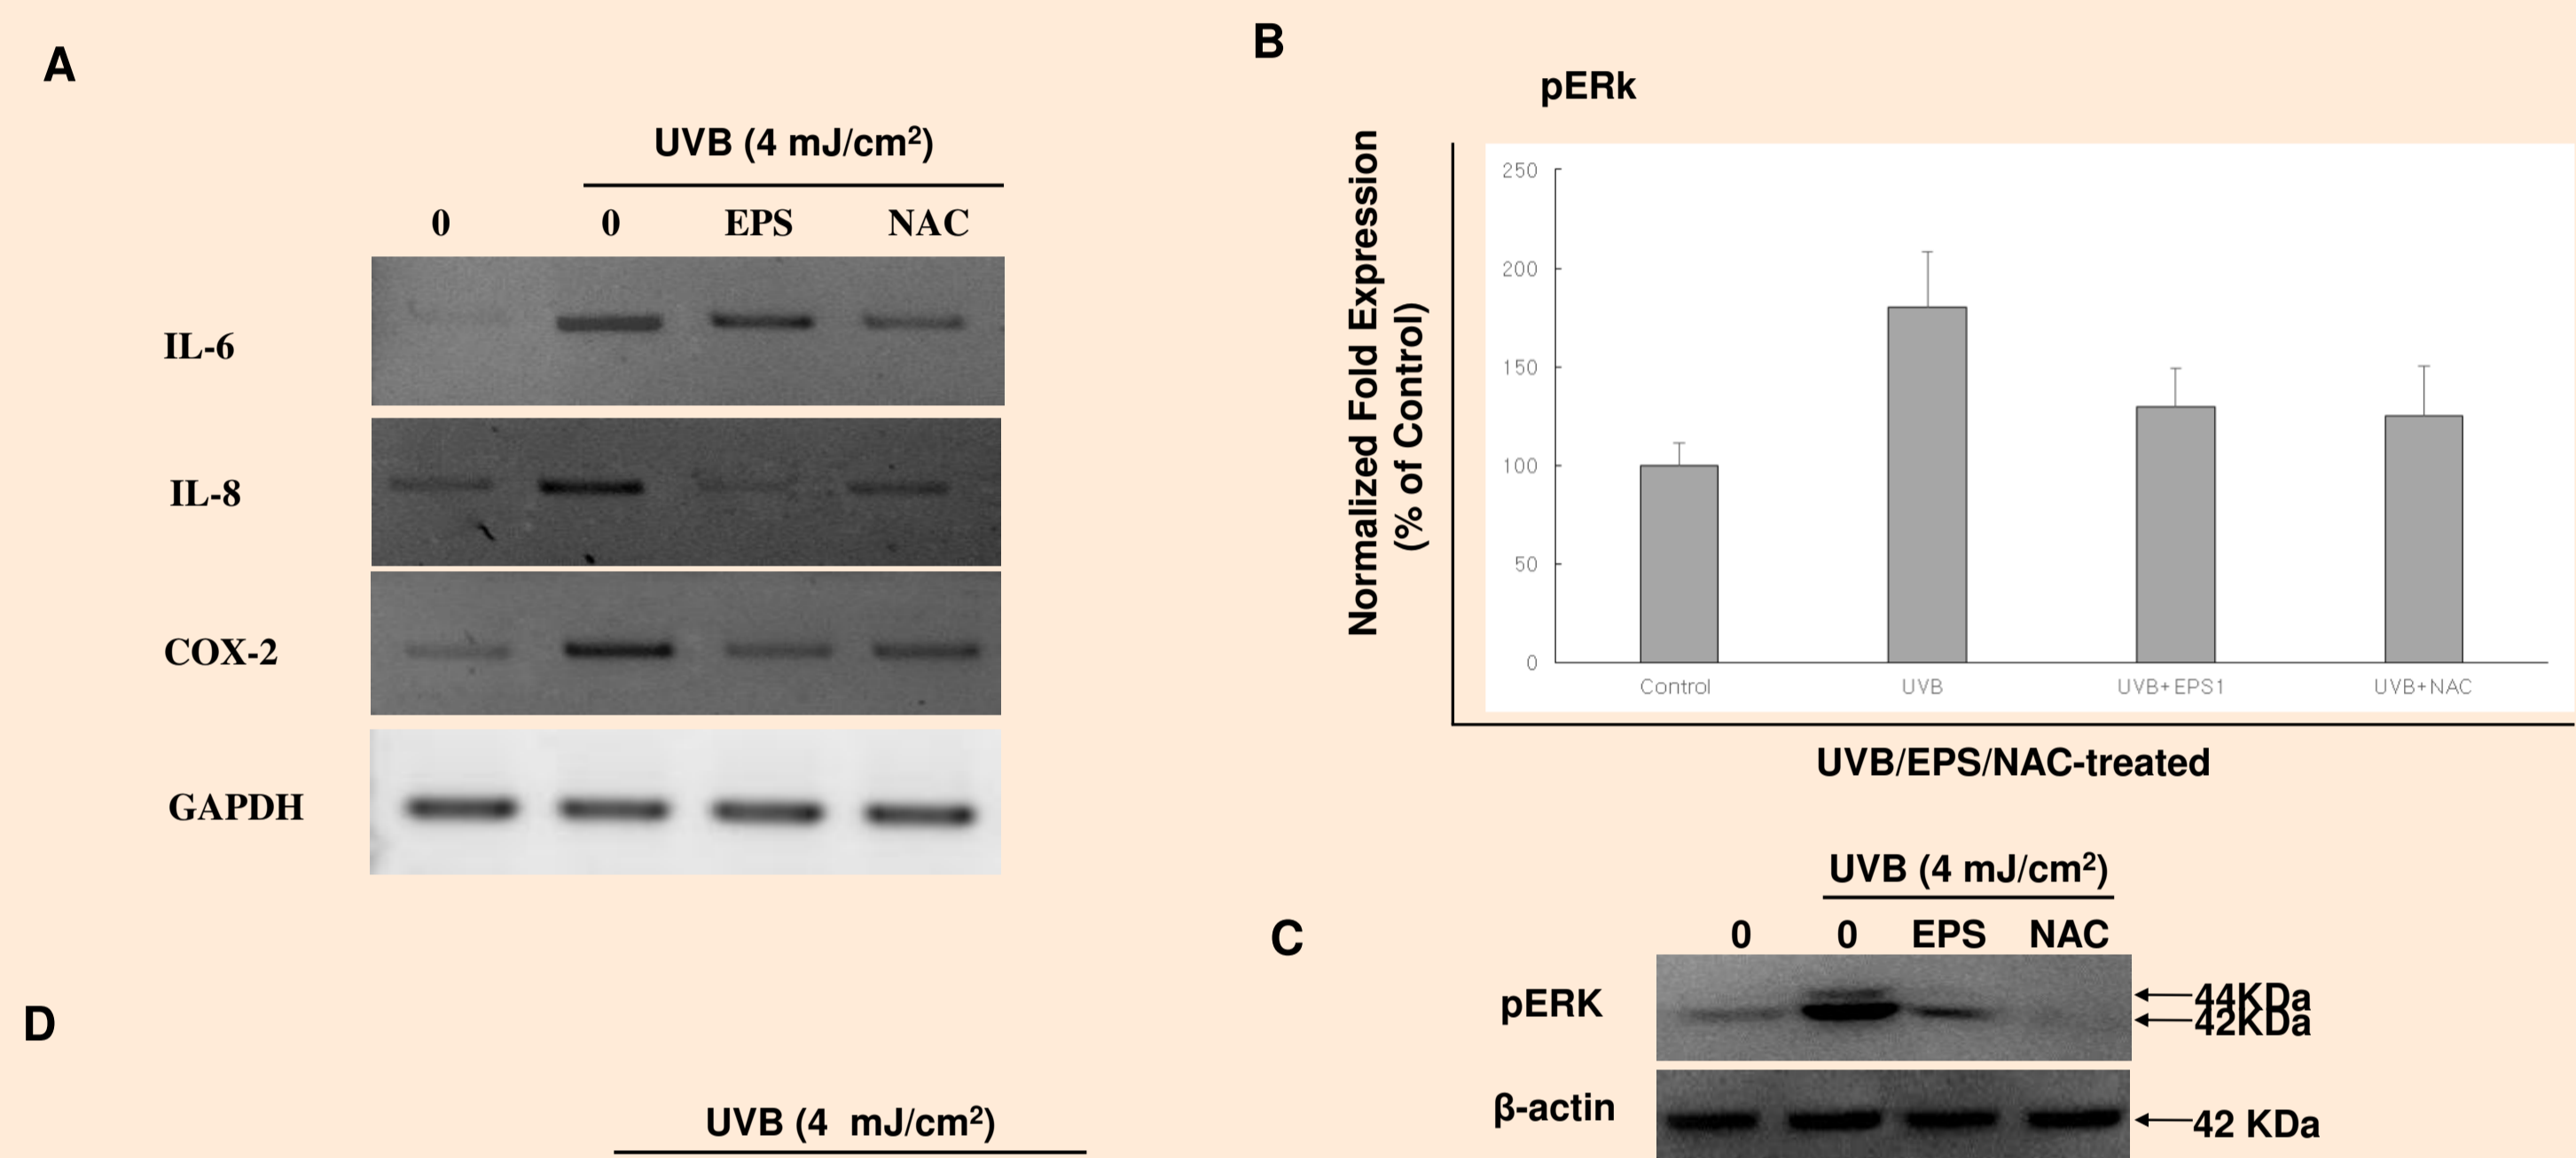 A
UVB (4 mJ/cm²)
0 0 EPS NAC
IL-6
IL-8
COX-2
GAPDH
B
pERk
Normalized Fold Expression
(% of Control)
250
200
150
100
50
0
Control UVB UVB+EPS1 UVB+NAC
UVB/EPS/NAC-treated
C
UVB (4 mJ/cm²)
0 0 EPS NAC
pERK
44KDa
42KDa
β-actin
42 KDa
D
UVB (4 mJ/cm²)